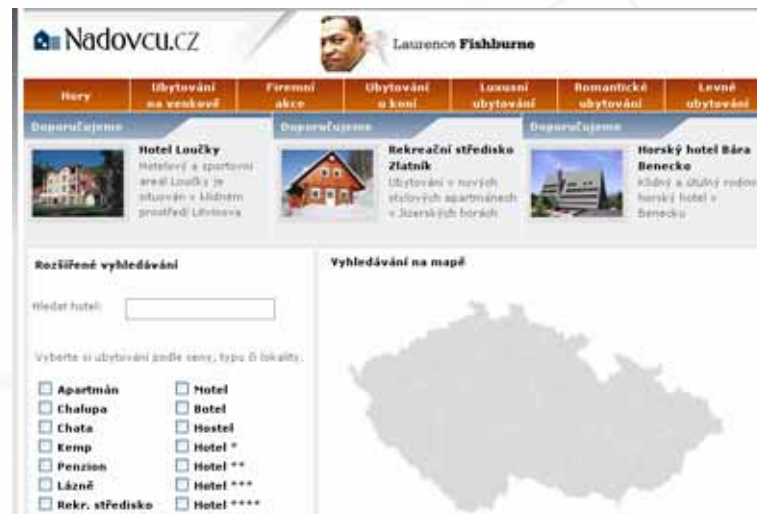 Nadovcu.cz
Laurence Fishburne
Hory
Ubytování na venkově
Firemní akce
Ubytování u koní
Luxusní ubytování
Romantické ubytování
Levné ubytování
Doporučujeme
Hotel Loučky
Hotelový a sportovní
areál Loučky je
situován v klidném
prostředí Litvínova
Doporučujeme
Rekreační středisko
Zlatník
Ubytování v nových
stylových apartmánech
v Jizerských horách
Doporučujeme
Horský hotel Bára
Benecko
Klidný a útulný rodinn
horský hotel v
Benecku
Rozšířené vyhledávání
Hledat hotel:
Vyberte si ubytování podle ceny, typu či lokality.
Apartmán
Chalupa
Chata
Kemp
Penzion
Lázně
Rekr. středisko
Motel
Botel
Hostel
Hotel *
Hotel **
Hotel ***
Hotel ****
Vyhledávání na mapě